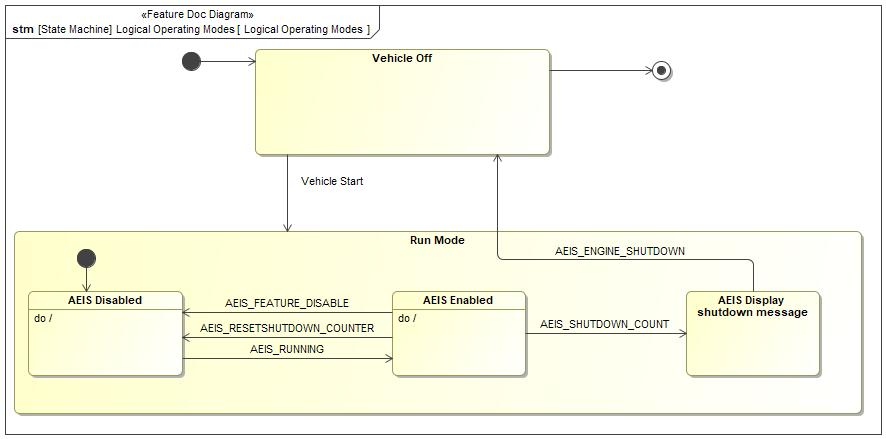 «Feature Doc Diagram»
stm [State Machine] Logical Operating Modes [ Logical Operating Modes ]
Vehicle Off
Vehicle Start
Run Mode
AEIS_ENGINE_SHUTDOWN
AEIS Disabled
do /
AEIS_FEATURE_DISABLE
AEIS_RESETSHUTDOWN_COUNTER
AEIS_RUNNING
AEIS Enabled
do /
AEIS_SHUTDOWN_COUNT
AEIS Display
shutdown message